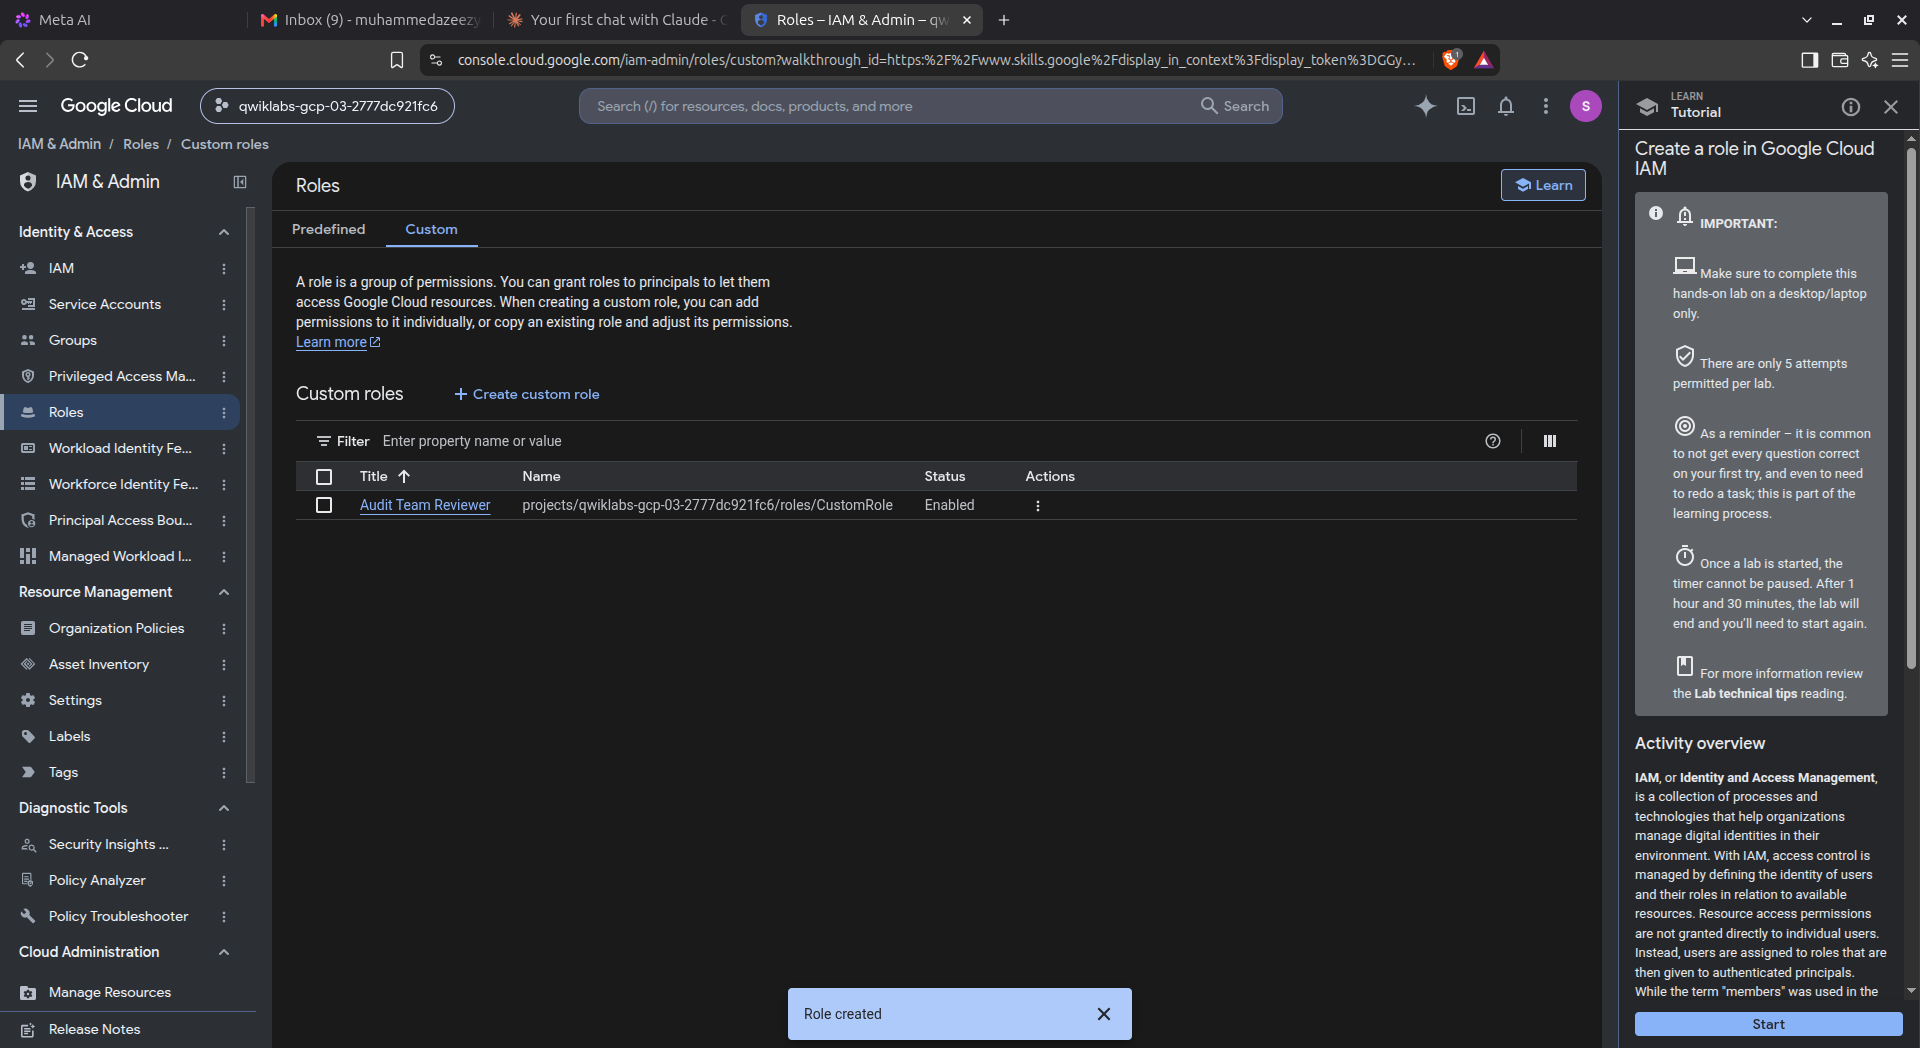 Meta AI
Inbox (9) - muhammedazeezy
Your first chat with Claude -
Roles – IAM & Admin – qw
console.cloud.google.com/iam-admin/roles/custom?walkthrough_id=https:%2F%2Fwww.skills.google%2Fdisplay_in_context%3Fdisplay_token%3DGGy...
1
Google Cloud
qwiklabs-gcp-03-2777dc921fc6
Search (/) for resources, docs, products, and more
Search
S
IAM & Admin / Roles / Custom roles
IAM & Admin
Identity & Access
IAM
Service Accounts
Groups
Privileged Access Ma...
Roles
Workload Identity Fe...
Workforce Identity Fe...
Principal Access Bou...
Managed Workload I...
Resource Management
Organization Policies
Asset Inventory
Settings
Labels
Tags
Diagnostic Tools
Security Insights ...
Policy Analyzer
Policy Troubleshooter
Cloud Administration
Manage Resources
Release Notes
Roles
Learn
Predefined
Custom
A role is a group of permissions. You can grant roles to principals to let them
access Google Cloud resources. When creating a custom role, you can add
permissions to it individually, or copy an existing role and adjust its permissions.
Learn more
Custom roles
+ Create custom role
Filter Enter property name or value
Title Name Status Actions
Audit Team Reviewer projects/qwiklabs-gcp-03-2777dc921fc6/roles/CustomRole Enabled
Role created
LEARN
Tutorial
Create a role in Google Cloud
IAM
IMPORTANT:
Make sure to complete this
hands-on lab on a desktop/laptop
only.
There are only 5 attempts
permitted per lab.
As a reminder – it is common
to not get every question correct
on your first try, and even to need
to redo a task; this is part of the
learning process.
Once a lab is started, the
timer cannot be paused. After 1
hour and 30 minutes, the lab will
end and you'll need to start again.
For more information review
the Lab technical tips reading.
Activity overview
IAM, or Identity and Access Management,
is a collection of processes and
technologies that help organizations
manage digital identities in their
environment. With IAM, access control is
managed by defining the identity of users
and their roles in relation to available
resources. Resource access permissions
are not granted directly to individual users.
Instead, users are assigned to roles that are
then given to authenticated principals.
While the term "members" was used in the
Start